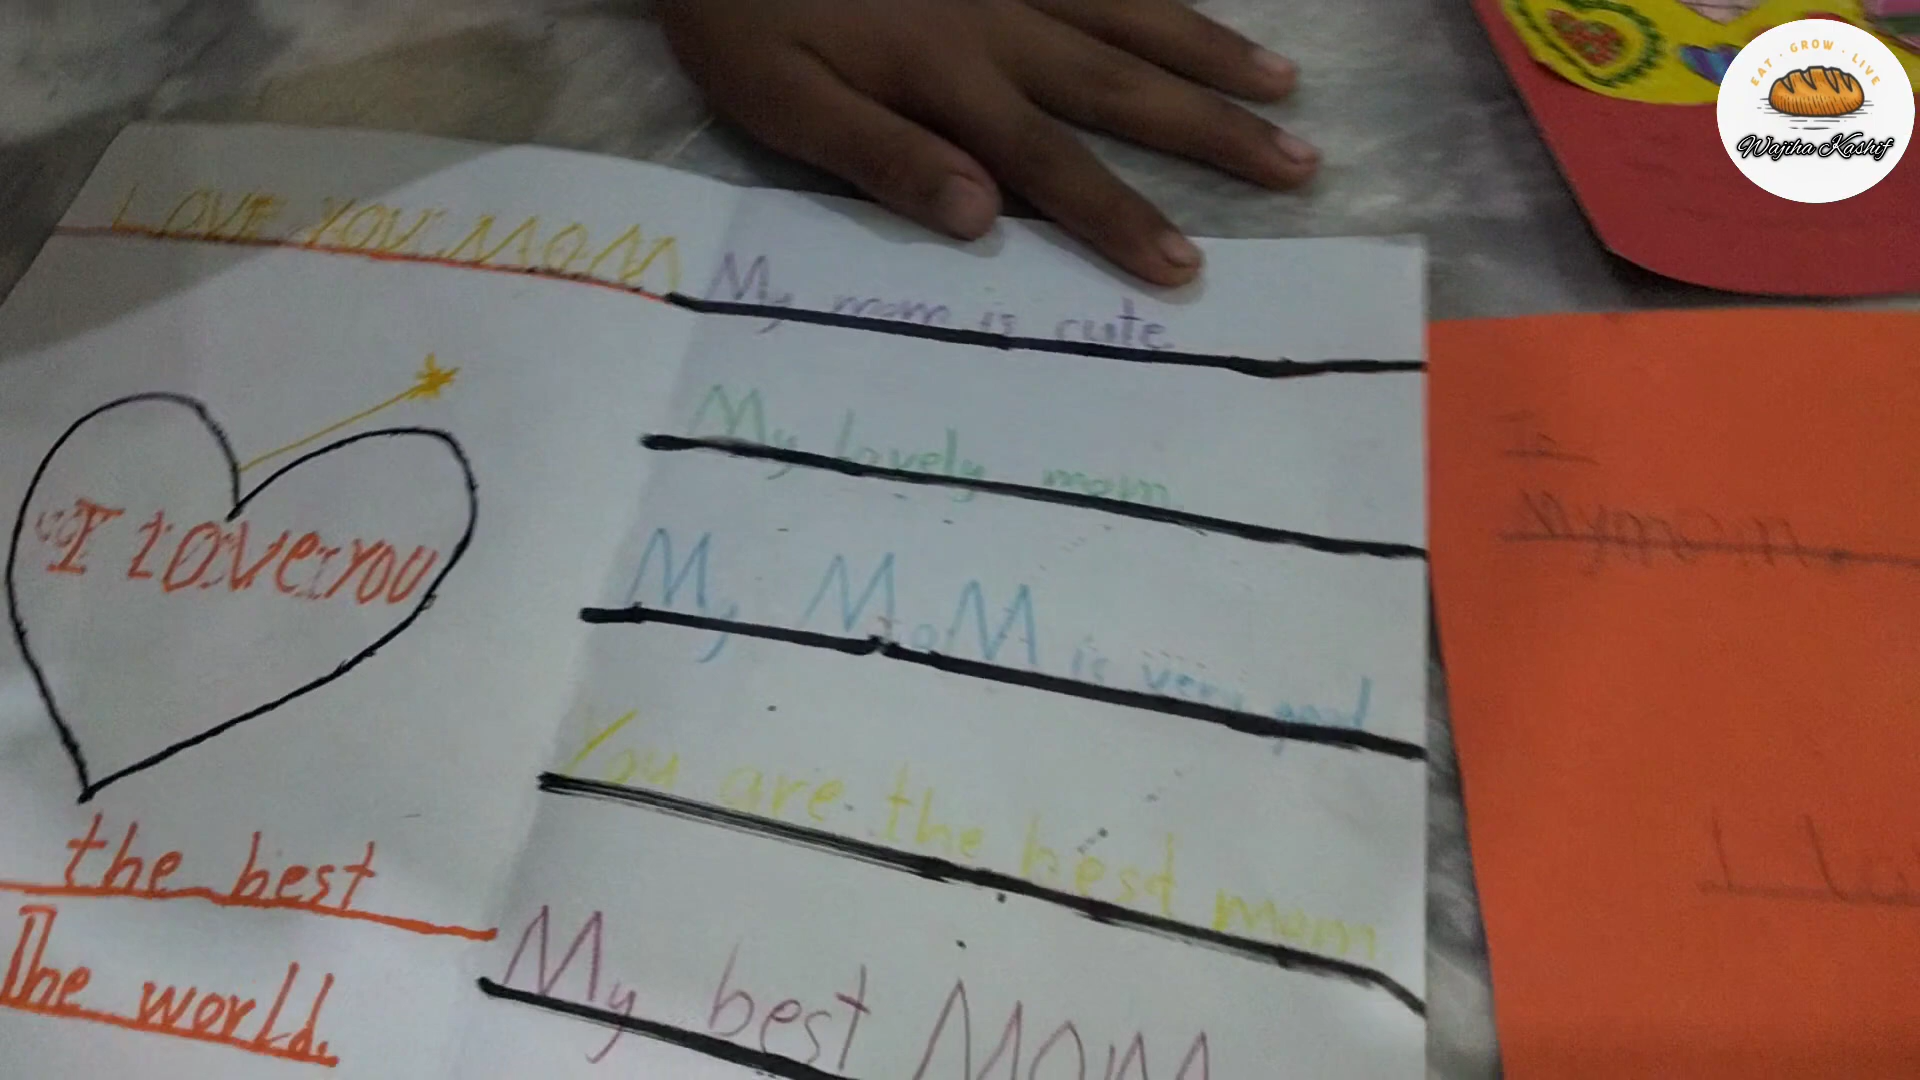 LOVE YOU MOM
I LOVE YOU
the best
The world.
My mom is cute
My lovely mom
My MoM is very good
You are the best mom
My best MOM
EAT · GROW · LIVE
Wajiha Kashif